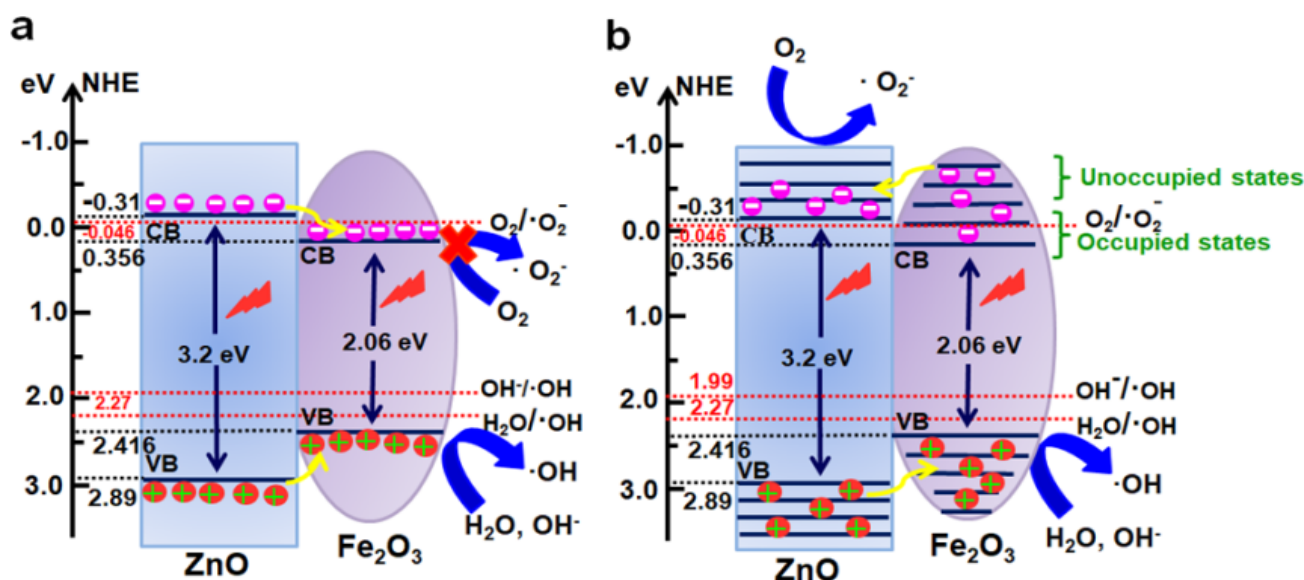 a
eV NHE
-1.0
-0.31
0.0
-0.046
CB
0.356
1.0
3.2 eV
2.0
2.27
2.416
VB
2.89
3.0
ZnO
CB
2.06 eV
VB
Fe₂O₃
O₂/·O₂⁻
· O₂⁻
O₂
OH⁻/·OH
H₂O/·OH
·OH
H₂O, OH⁻
b
eV NHE
O₂
· O₂⁻
-1.0
-0.31
0.0
-0.046
CB
0.356
1.0
3.2 eV
1.99
2.0
2.27
2.416
VB
2.89
3.0
ZnO
CB
2.06 eV
VB
Fe₂O₃
Unoccupied states
O₂/·O₂⁻
Occupied states
OH⁻/·OH
H₂O/·OH
·OH
H₂O, OH⁻